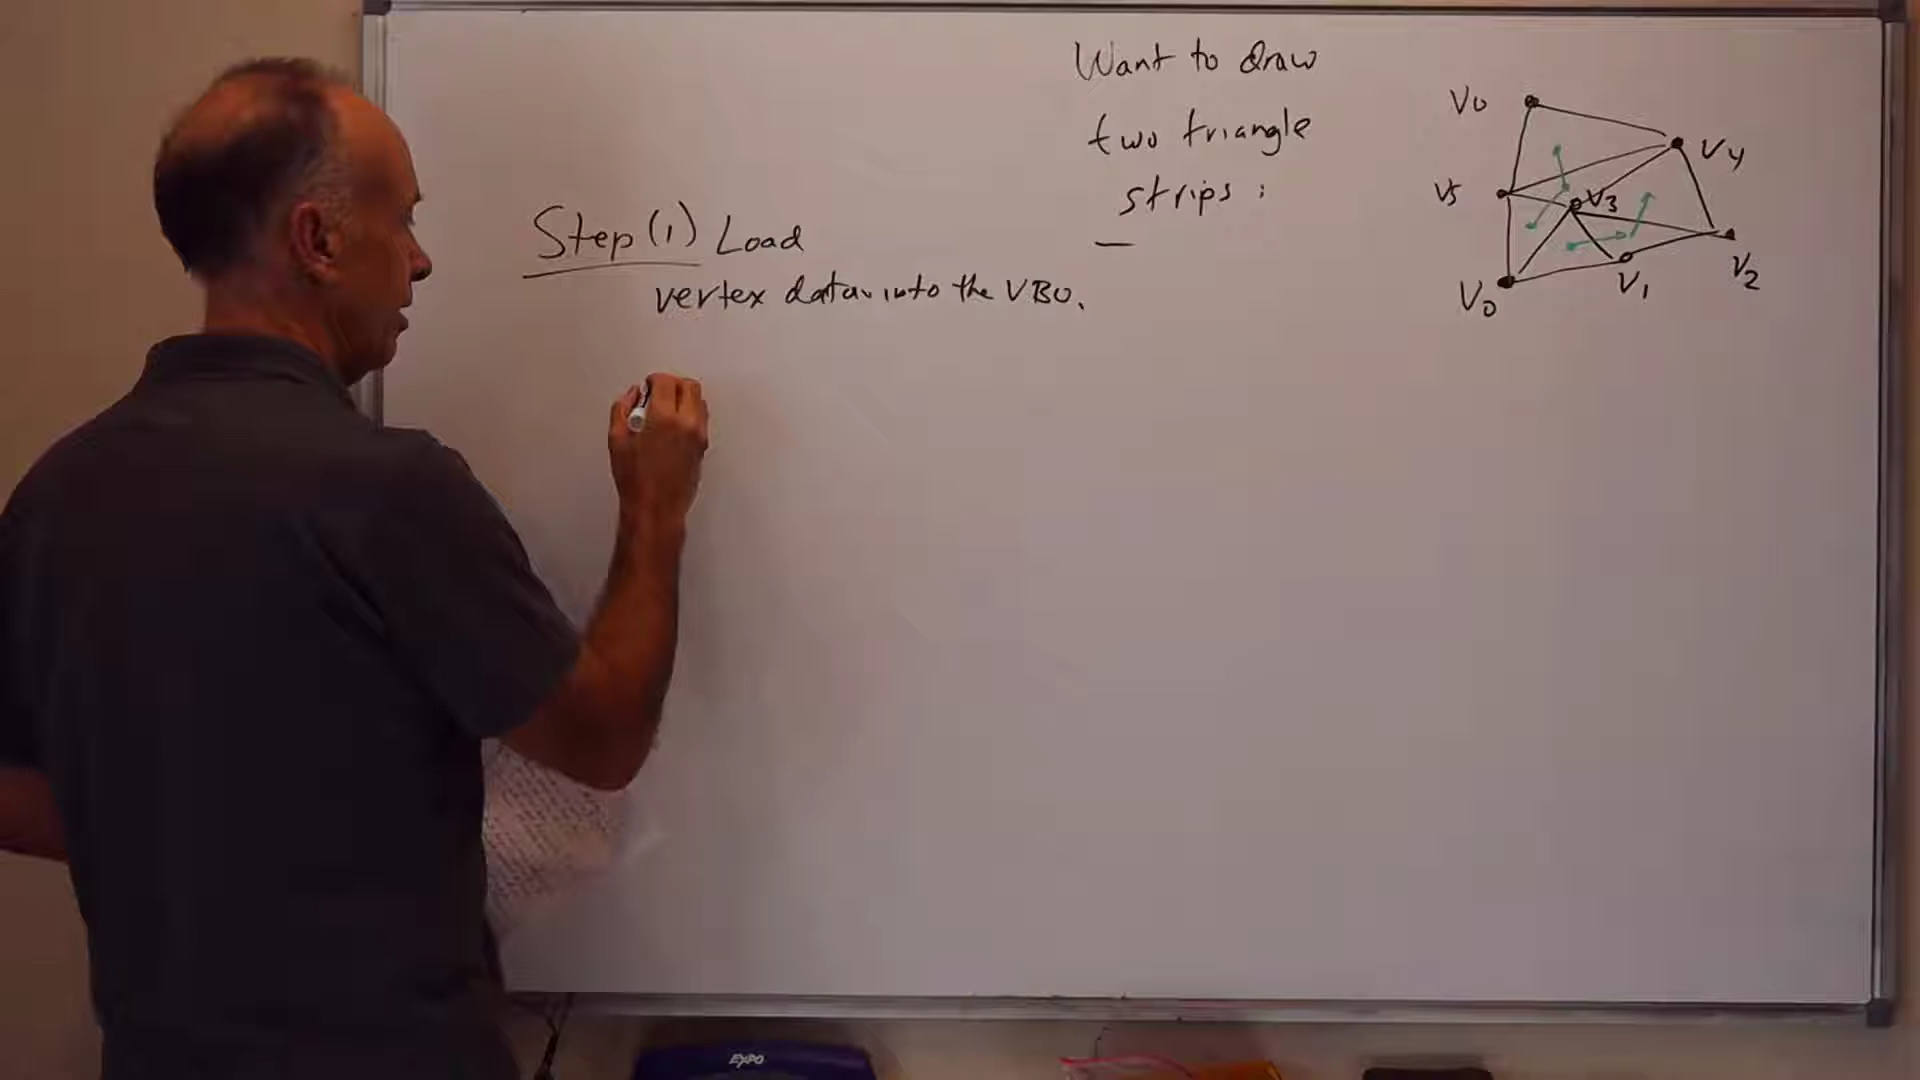 Want to draw
two triangle
strips :
Step (1) Load
vertex data into the VBO.
V0
V4
V5
V3
V2
V1
V0
EXPO